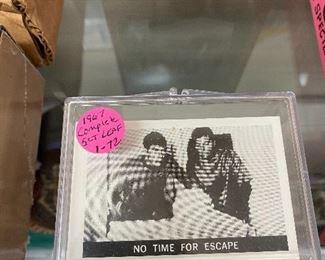 1967
Complete
SET LEAF
1-72
NO TIME FOR ESCAPE